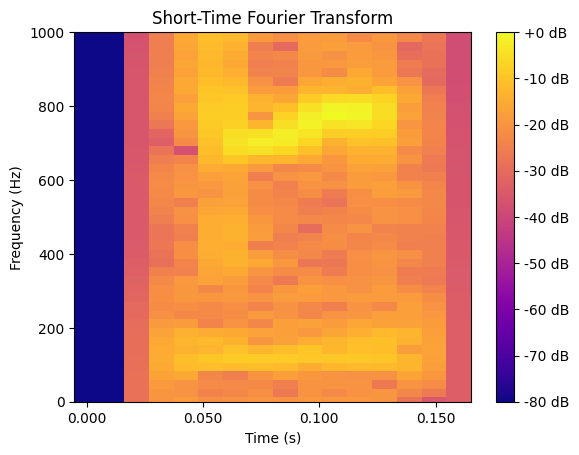 Short-Time Fourier Transform
1000
800
600
400
200
0
Frequency (Hz)
0.000
0.050
0.100
0.150
Time (s)
+0 dB
-10 dB
-20 dB
-30 dB
-40 dB
-50 dB
-60 dB
-70 dB
-80 dB